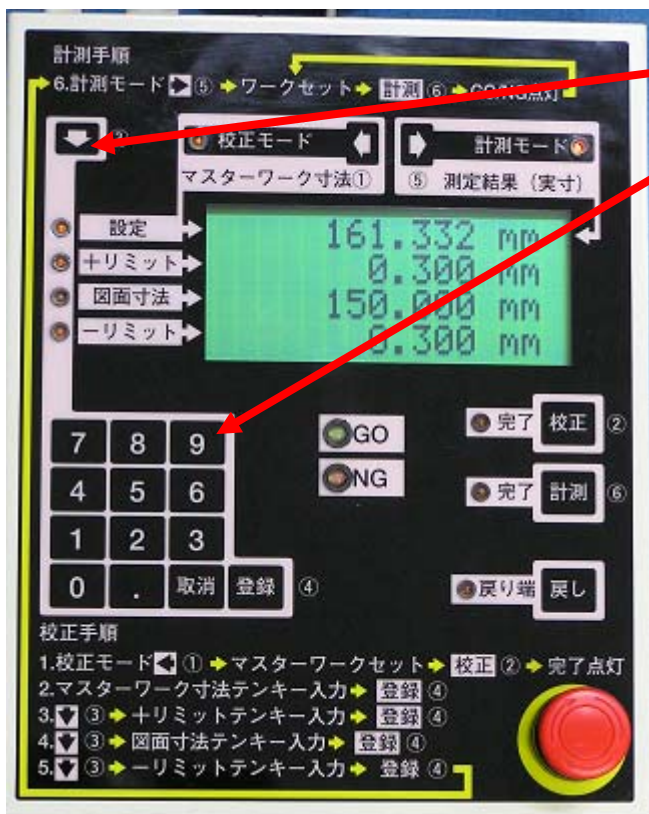 計測手順
6.計測モード ⑤ ワークセット 計測 ⑥ GO/NG点灯
校正モード
計測モード
マスターワーク寸法①
⑤ 測定結果(実寸)
設定
161.332 mm
+リミット
0.300 mm
図面寸法
150.000 mm
-リミット
0.300 mm
GO
NG
完了 校正 ②
完了 計測 ⑥
7 8 9
4 5 6
1 2 3
0 . 取消 登録 ④
戻り端 戻し
校正手順
1.校正モード ① マスターワークセット 校正 ② 完了点灯
2.マスターワーク寸法テンキー入力 登録 ④
3. ③ +リミットテンキー入力 登録 ④
4. ③ 図面寸法テンキー入力 登録 ④
5. ③ -リミットテンキー入力 登録 ④